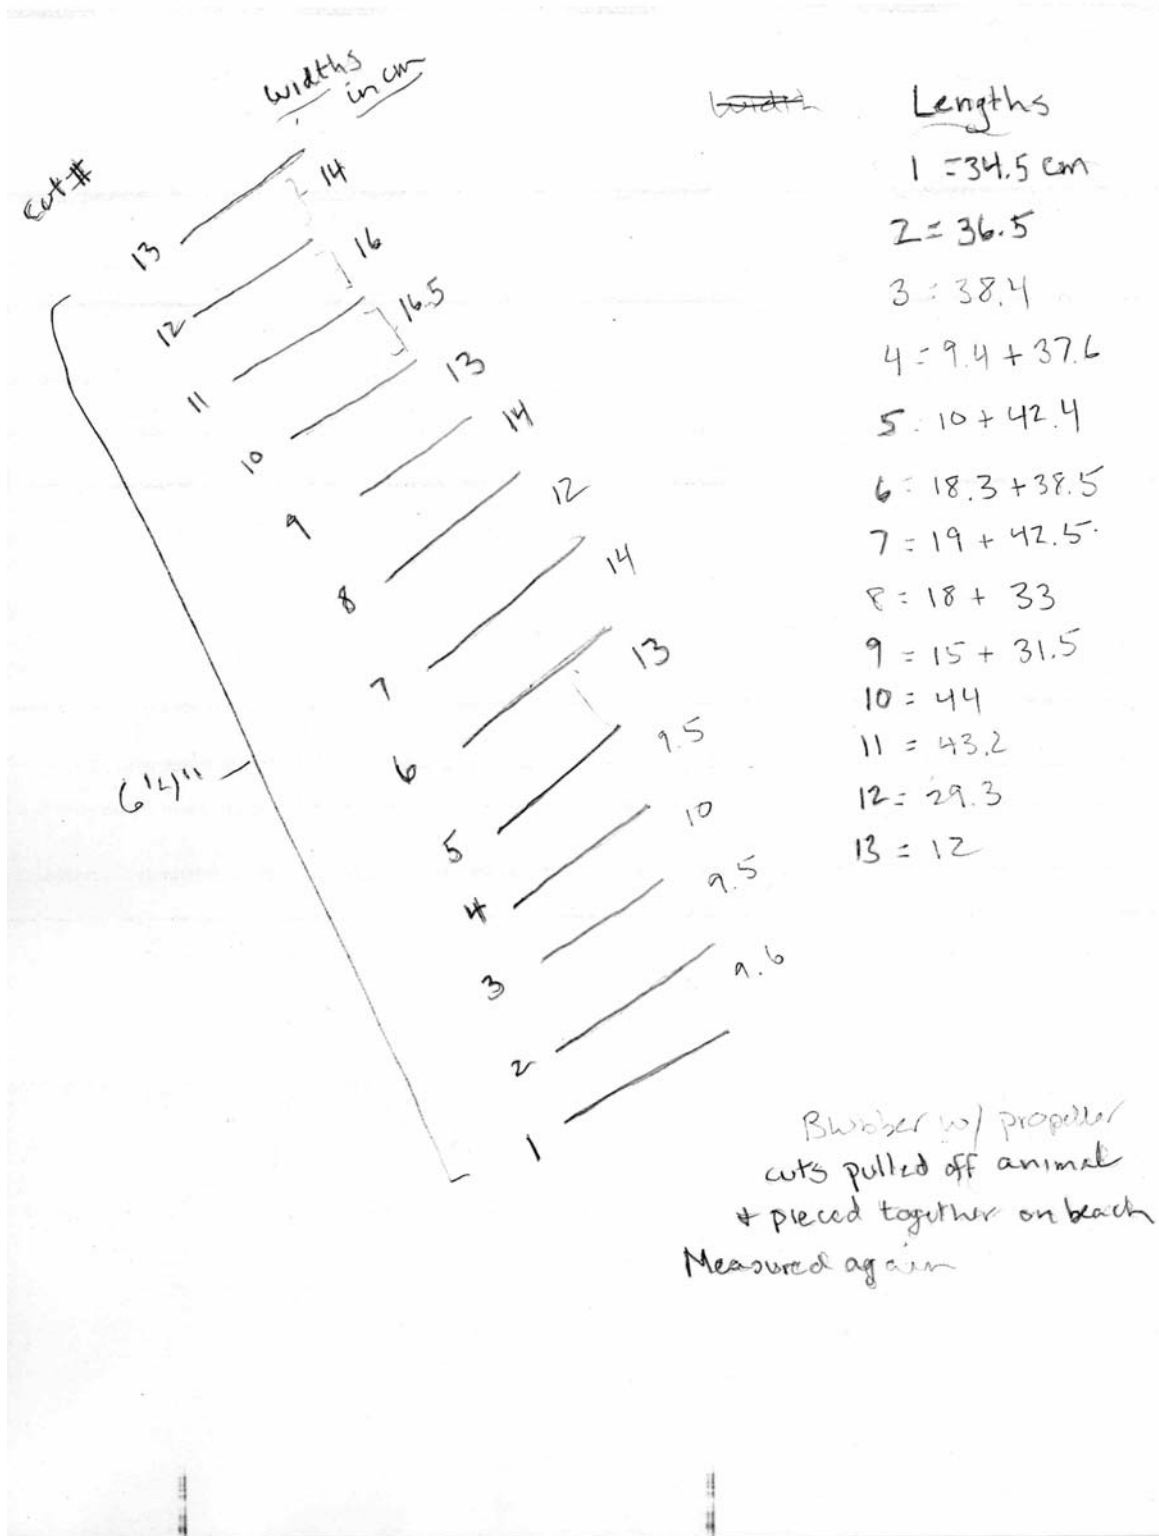 widths
in cm
cut #
13
14
12
16
11
16.5
10
13
9
14
8
12
7
14
6
13
5
9.5
4
10
3
9.5
2
9.6
1
6'4"
Width
Lengths
1 = 34.5 cm
2 = 36.5
3 = 38.4
4 = 9.4 + 37.6
5 = 10 + 42.4
6 = 18.3 + 38.5
7 = 19 + 42.5
8 = 18 + 33
9 = 15 + 31.5
10 = 44
11 = 43.2
12 = 29.3
13 = 12
Blubber w/ propeller
cuts pulled off animal
+ pieced together on beach
Measured again